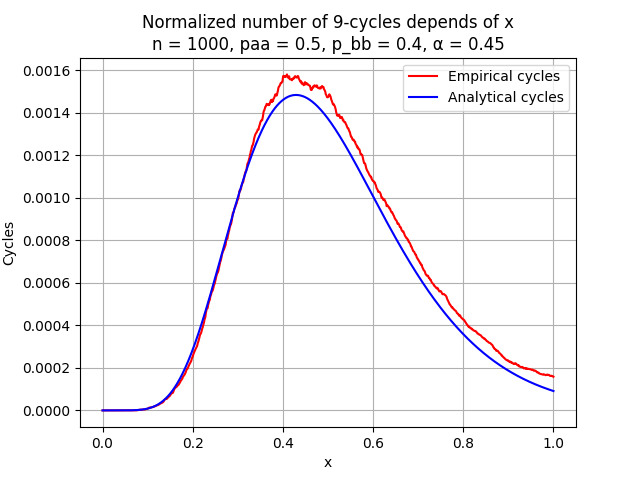 Normalized number of 9-cycles depends of x
n = 1000, paa = 0.5, p_bb = 0.4, α = 0.45
Empirical cycles
Analytical cycles
Cycles
0.0016
0.0014
0.0012
0.0010
0.0008
0.0006
0.0004
0.0002
0.0000
0.0 0.2 0.4 0.6 0.8 1.0
x